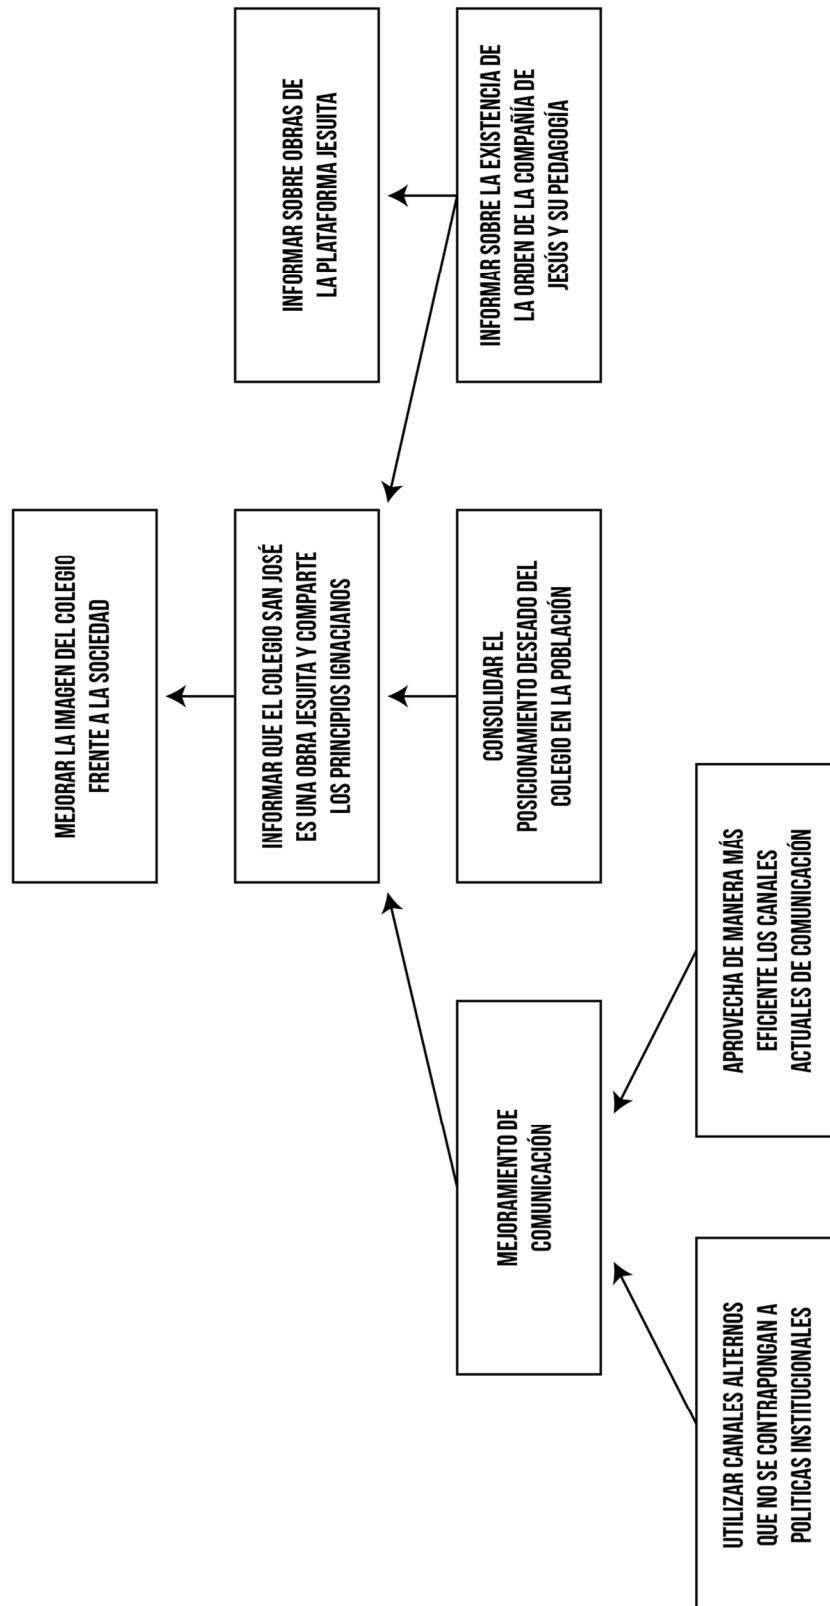 MEJORAR LA IMAGEN DEL COLEGIO
FRENTE A LA SOCIEDAD
INFORMAR QUE EL COLEGIO SAN JOSÉ
ES UNA OBRA JESUITA Y COMPARTE
LOS PRINCIPIOS IGNACIANOS
INFORMAR SOBRE OBRAS DE
LA PLATAFORMA JESUITA
MEJORAMIENTO DE
COMUNICACIÓN
CONSOLIDAR EL
POSICIONAMIENTO DESEADO DEL
COLEGIO EN LA POBLACIÓN
INFORMAR SOBRE LA EXISTENCIA DE
LA ORDEN DE LA COMPAÑÍA DE
JESÚS Y SU PEDAGOGÍA
UTILIZAR CANALES ALTERNOS
QUE NO SE CONTRAPONGAN A
POLITICAS INSTITUCIONALES
APROVECHA DE MANERA MÁS
EFICIENTE LOS CANALES
ACTUALES DE COMUNICACIÓN